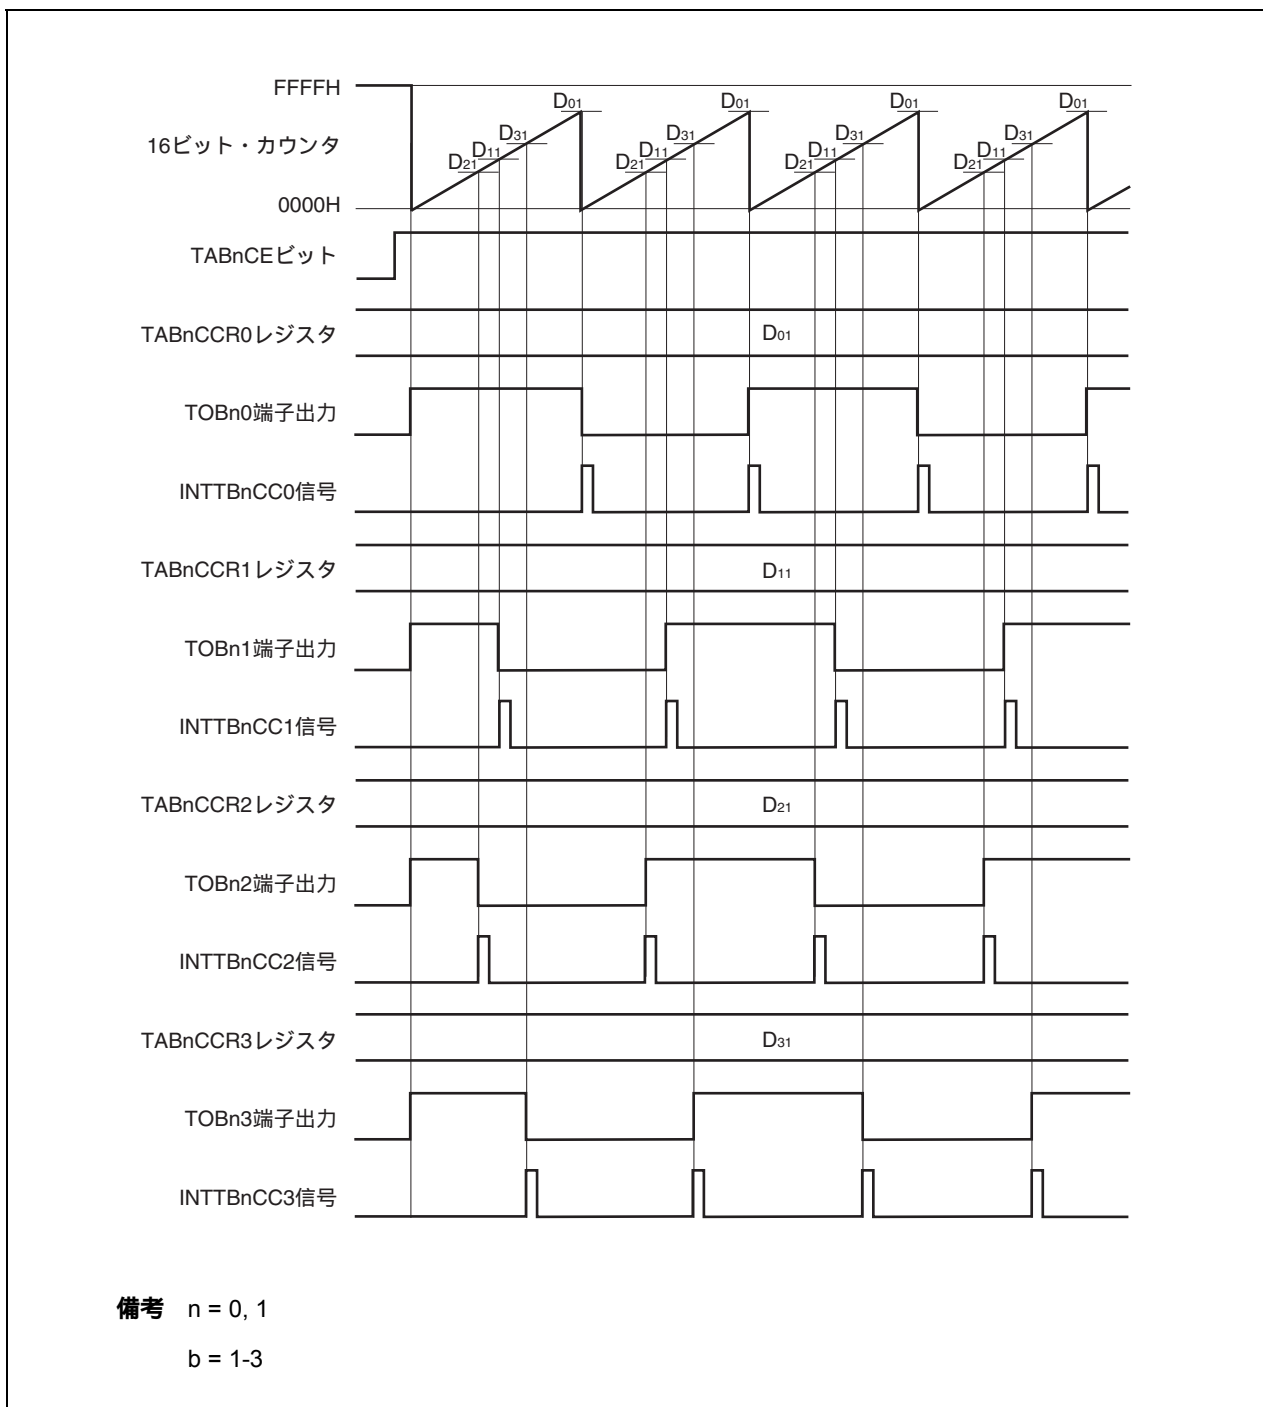 FFFFH
D01 D01 D01 D01
D31 D31 D31 D31
16ビット・カウンタ
D11 D11 D11 D11
D21 D21 D21 D21
0000H
TABnCEビット
TABnCCR0レジスタ D01
TOBn0端子出力
INTTBnCC0信号
TABnCCR1レジスタ D11
TOBn1端子出力
INTTBnCC1信号
TABnCCR2レジスタ D21
TOBn2端子出力
INTTBnCC2信号
TABnCCR3レジスタ D31
TOBn3端子出力
INTTBnCC3信号
備考 n = 0, 1
b = 1-3